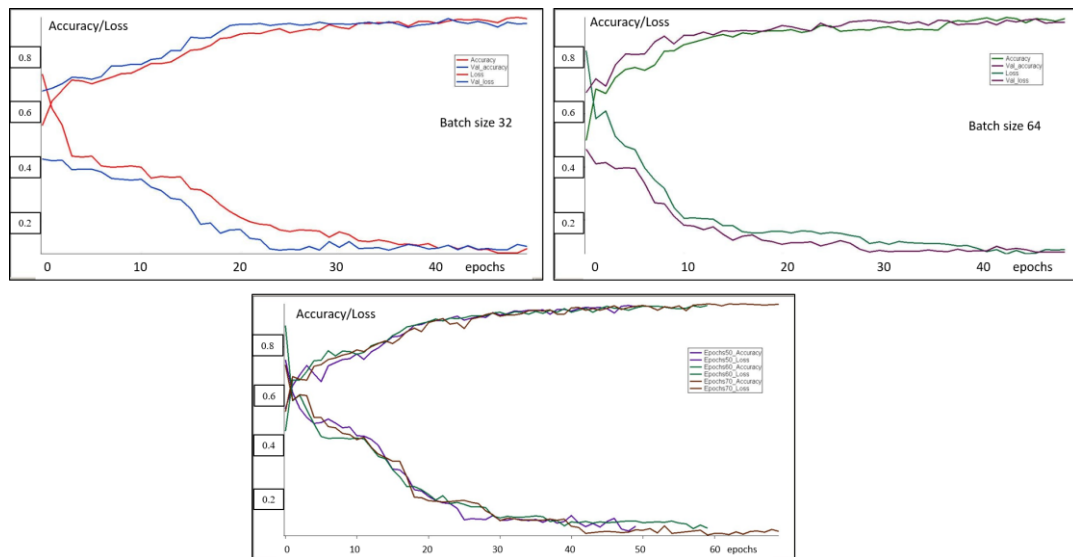 Accuracy/Loss
0.8
0.6
0.4
0.2
Accuracy
Val_accuracy
Loss
Val_loss
Batch size 32
0 10 20 30 40 epochs
Accuracy/Loss
0.8
0.6
0.4
0.2
Accuracy
Val_accuracy
Loss
Val_loss
Batch size 64
0 10 20 30 40 epochs
Accuracy/Loss
0.8
0.6
0.4
0.2
Epochs50_Accuracy
Epochs50_Loss
Epochs60_Accuracy
Epochs60_Loss
Epochs70_Accuracy
Epochs70_Loss
0 10 20 30 40 50 60 epochs